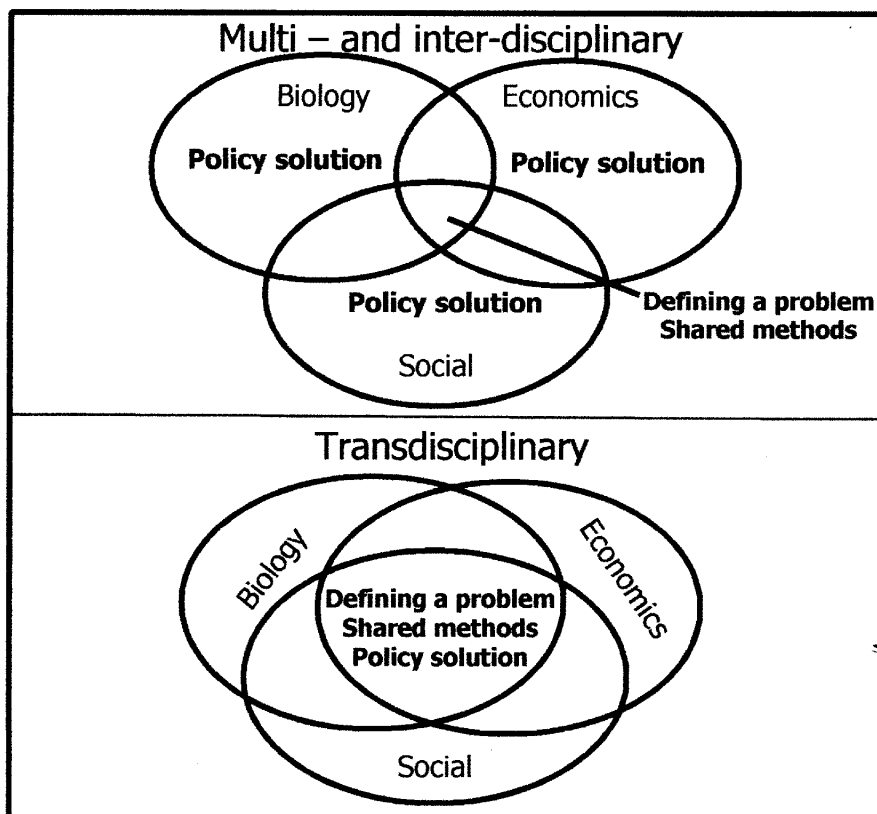 Multi – and inter-disciplinary
Biology
Economics
Policy solution
Policy solution
Policy solution
Defining a problem
Shared methods
Social
Transdisciplinary
Biology
Economics
Defining a problem
Shared methods
Policy solution
Social